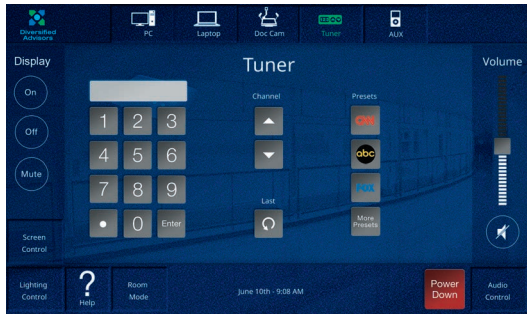 Diversified
Advisors
PC
Laptop
Doc Cam
Tuner
AUX
Display
Tuner
Volume
On
Channel
Presets
1 2 3
CNN
Off
4 5 6
abc
Mute
7 8 9
FOX
Last
. 0 Enter
More
Presets
Screen
Control
Lighting
Control
?
Help
Room
Mode
June 10th - 9:08 AM
Power
Down
Audio
Control